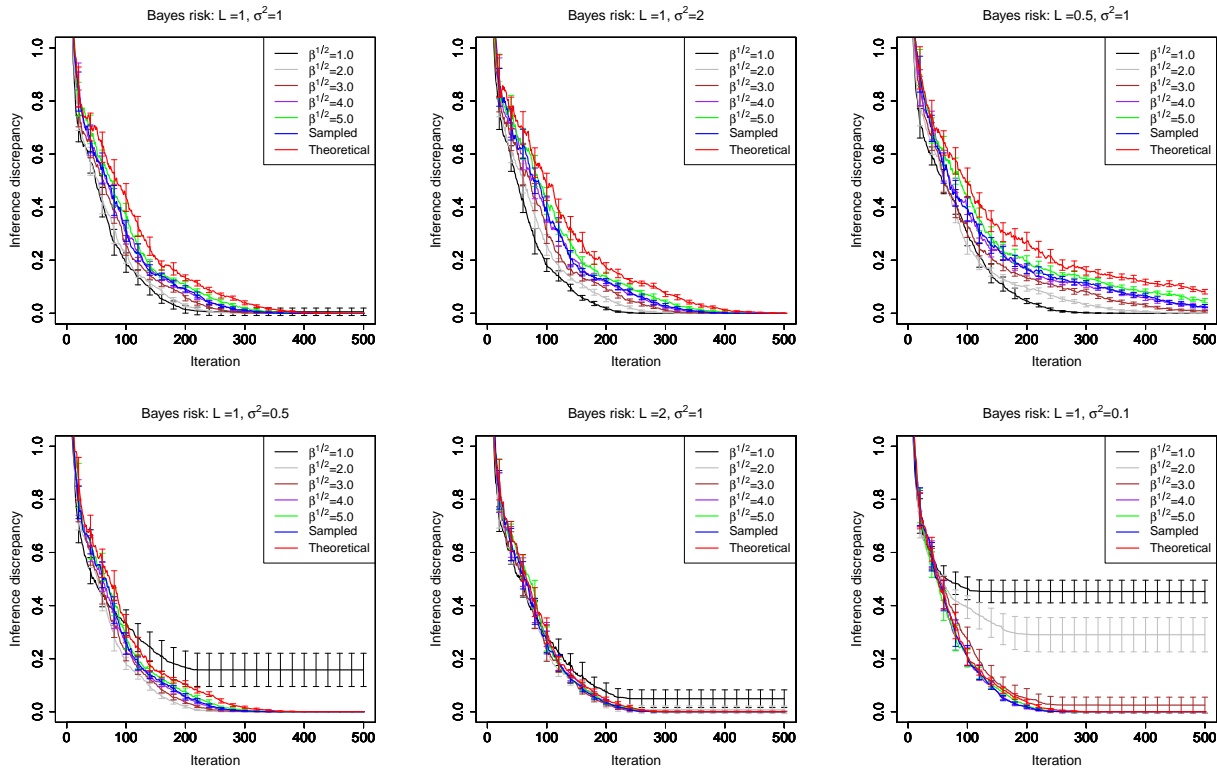 Bayes risk: L =1, σ²=1
Inference discrepancy
1.0
0.8
0.6
0.4
0.2
0.0
β^1/2=1.0
β^1/2=2.0
β^1/2=3.0
β^1/2=4.0
β^1/2=5.0
Sampled
Theoretical
0 100 200 300 400 500
Iteration
Bayes risk: L =1, σ²=2
Inference discrepancy
1.0
0.8
0.6
0.4
0.2
0.0
β^1/2=1.0
β^1/2=2.0
β^1/2=3.0
β^1/2=4.0
β^1/2=5.0
Sampled
Theoretical
0 100 200 300 400 500
Iteration
Bayes risk: L =0.5, σ²=1
Inference discrepancy
1.0
0.8
0.6
0.4
0.2
0.0
β^1/2=1.0
β^1/2=2.0
β^1/2=3.0
β^1/2=4.0
β^1/2=5.0
Sampled
Theoretical
0 100 200 300 400 500
Iteration
Bayes risk: L =1, σ²=0.5
Inference discrepancy
1.0
0.8
0.6
0.4
0.2
0.0
β^1/2=1.0
β^1/2=2.0
β^1/2=3.0
β^1/2=4.0
β^1/2=5.0
Sampled
Theoretical
0 100 200 300 400 500
Iteration
Bayes risk: L =2, σ²=1
Inference discrepancy
1.0
0.8
0.6
0.4
0.2
0.0
β^1/2=1.0
β^1/2=2.0
β^1/2=3.0
β^1/2=4.0
β^1/2=5.0
Sampled
Theoretical
0 100 200 300 400 500
Iteration
Bayes risk: L =1, σ²=0.1
Inference discrepancy
1.0
0.8
0.6
0.4
0.2
0.0
β^1/2=1.0
β^1/2=2.0
β^1/2=3.0
β^1/2=4.0
β^1/2=5.0
Sampled
Theoretical
0 100 200 300 400 500
Iteration